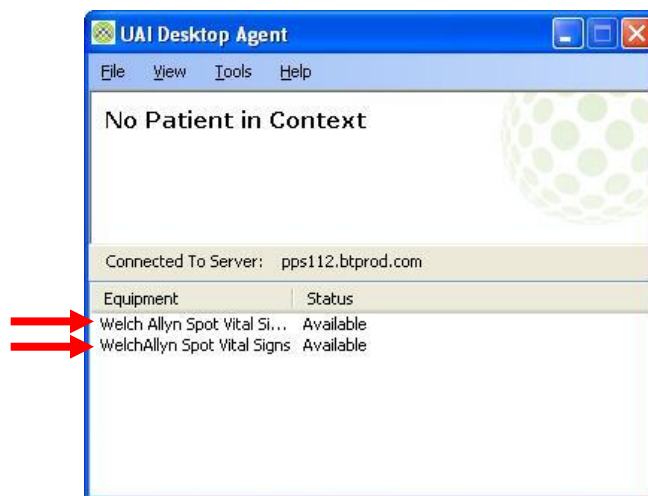 UAI Desktop Agent
File View Tools Help
No Patient in Context
Connected To Server: pps112.btprod.com
Equipment Status
Welch Allyn Spot Vital Si... Available
WelchAllyn Spot Vital Signs Available